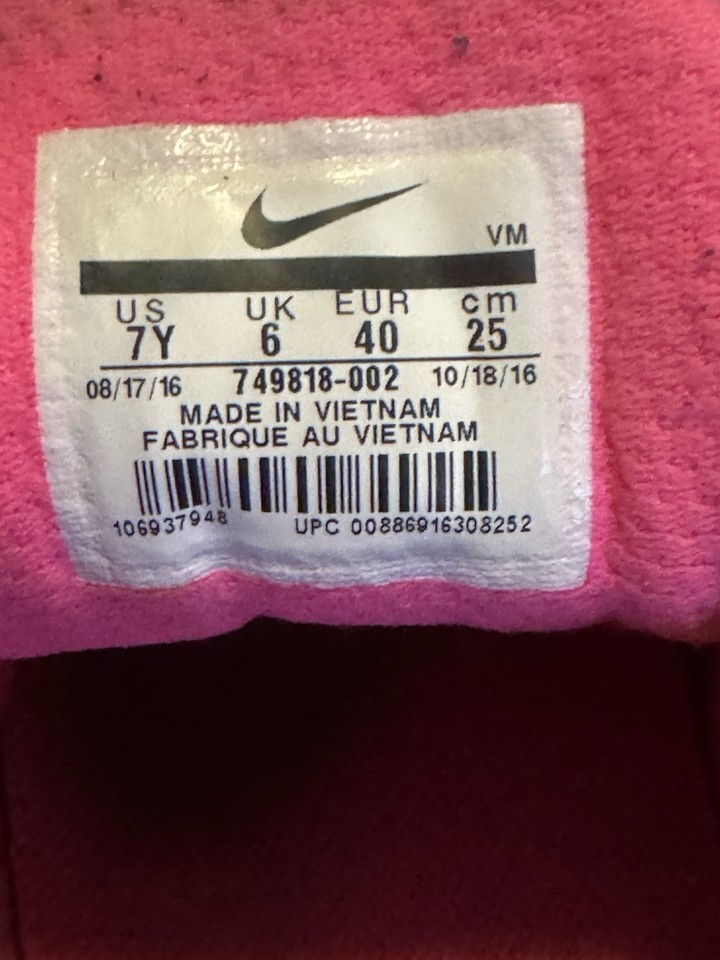 VM
US UK EUR cm
7Y 6 40 25
08/17/16 749818-002 10/18/16
MADE IN VIETNAM
FABRIQUE AU VIETNAM
106937948 UPC 00886916308252